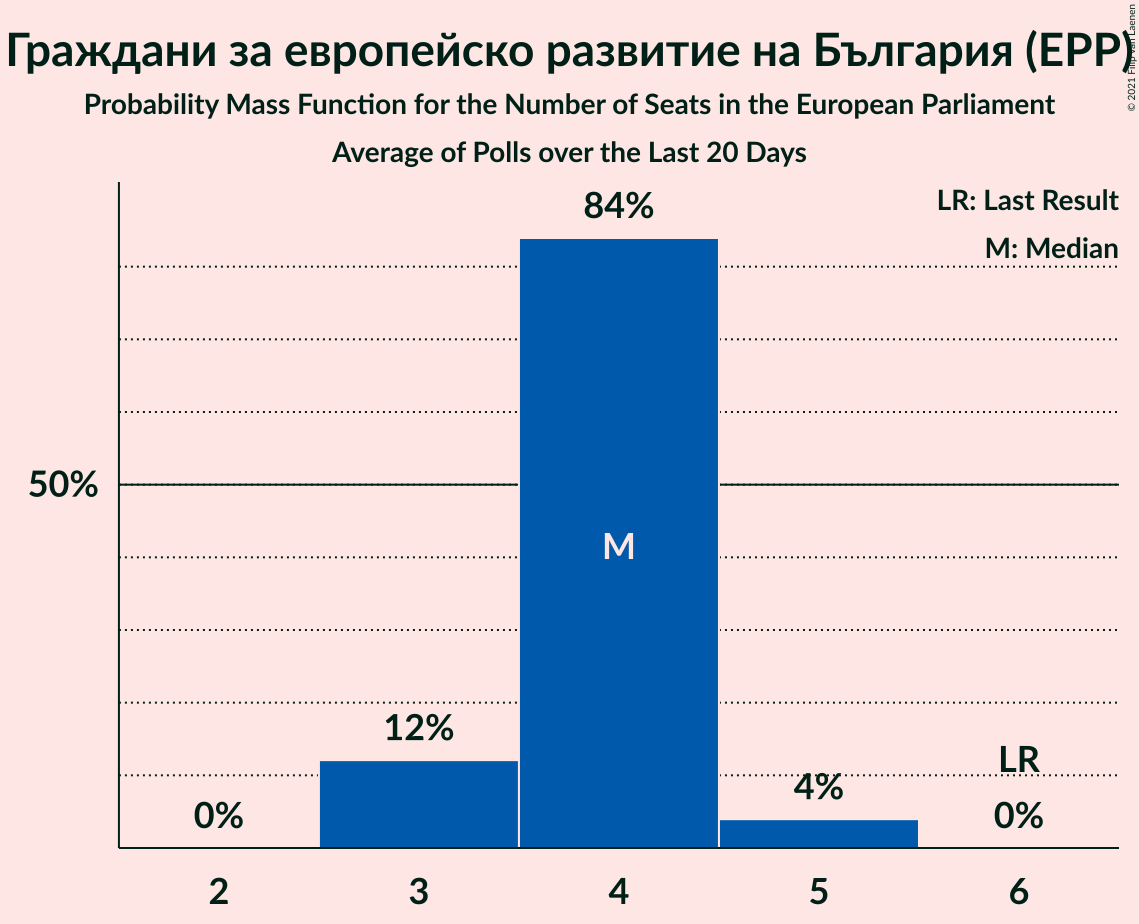 Граждани за европейско развитие на България (EPP)
Probability Mass Function for the Number of Seats in the European Parliament
Average of Polls over the Last 20 Days
© 2021 Filip van Laenen
LR: Last Result
M: Median
84%
50%
M
12%
LR
4%
0%
0%
2
3
4
5
6